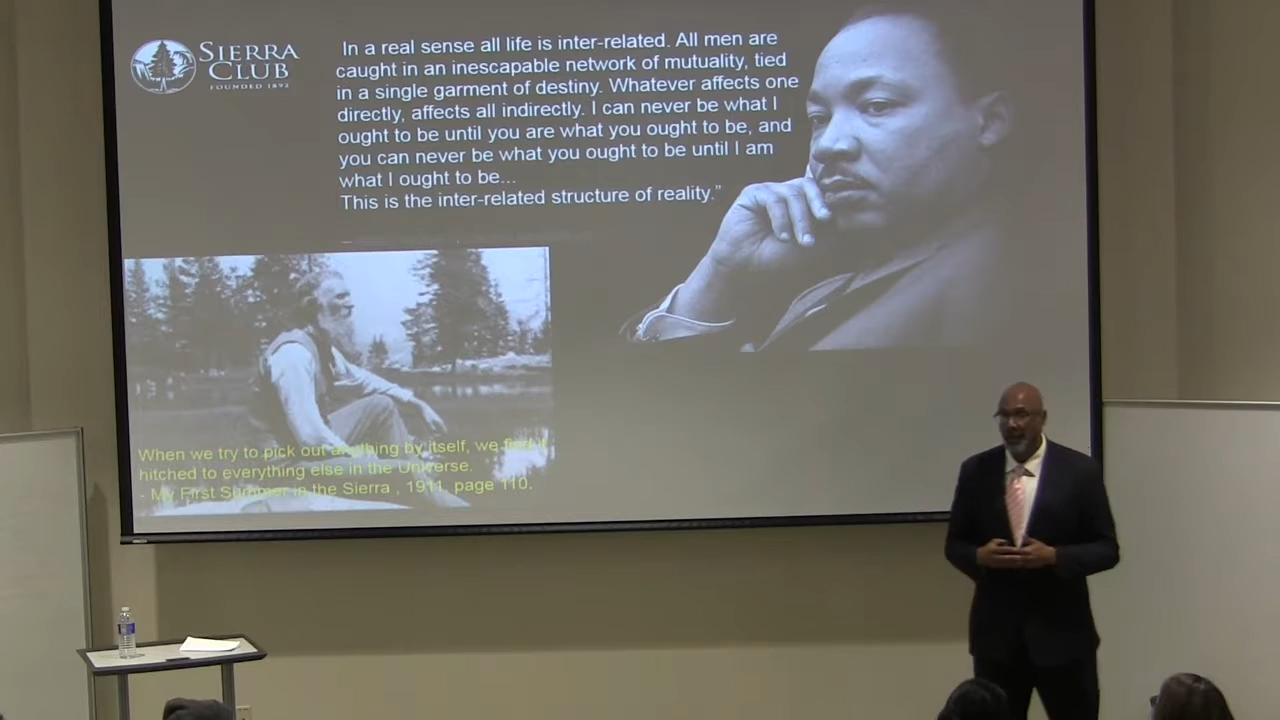 SIERRA
CLUB
FOUNDED 1892
In a real sense all life is inter-related. All men are
caught in an inescapable network of mutuality, tied
in a single garment of destiny. Whatever affects one
directly, affects all indirectly. I can never be what I
ought to be until you are what you ought to be, and
you can never be what you ought to be until I am
what I ought to be...
This is the inter-related structure of reality.”
When we try to pick out anything by itself, we find it
hitched to everything else in the Universe.
- My First Summer in the Sierra , 1911, page 110.